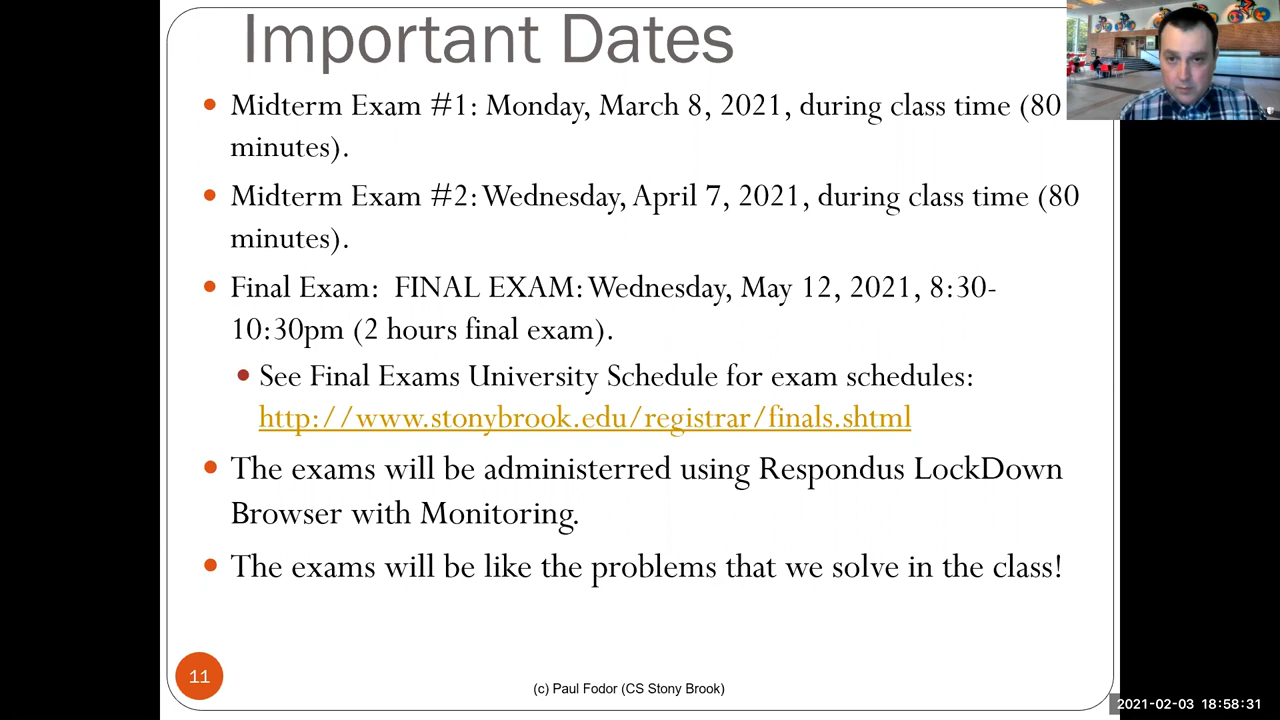 Important Dates
• Midterm Exam #1: Monday, March 8, 2021, during class time (80
minutes).
• Midterm Exam #2: Wednesday, April 7, 2021, during class time (80
minutes).
• Final Exam:  FINAL EXAM: Wednesday, May 12, 2021, 8:30-
10:30pm (2 hours final exam).
• See Final Exams University Schedule for exam schedules:
http://www.stonybrook.edu/registrar/finals.shtml
• The exams will be administerred using Respondus LockDown
Browser with Monitoring.
• The exams will be like the problems that we solve in the class!
11
(c) Paul Fodor (CS Stony Brook)
2021-02-03 18:58:31